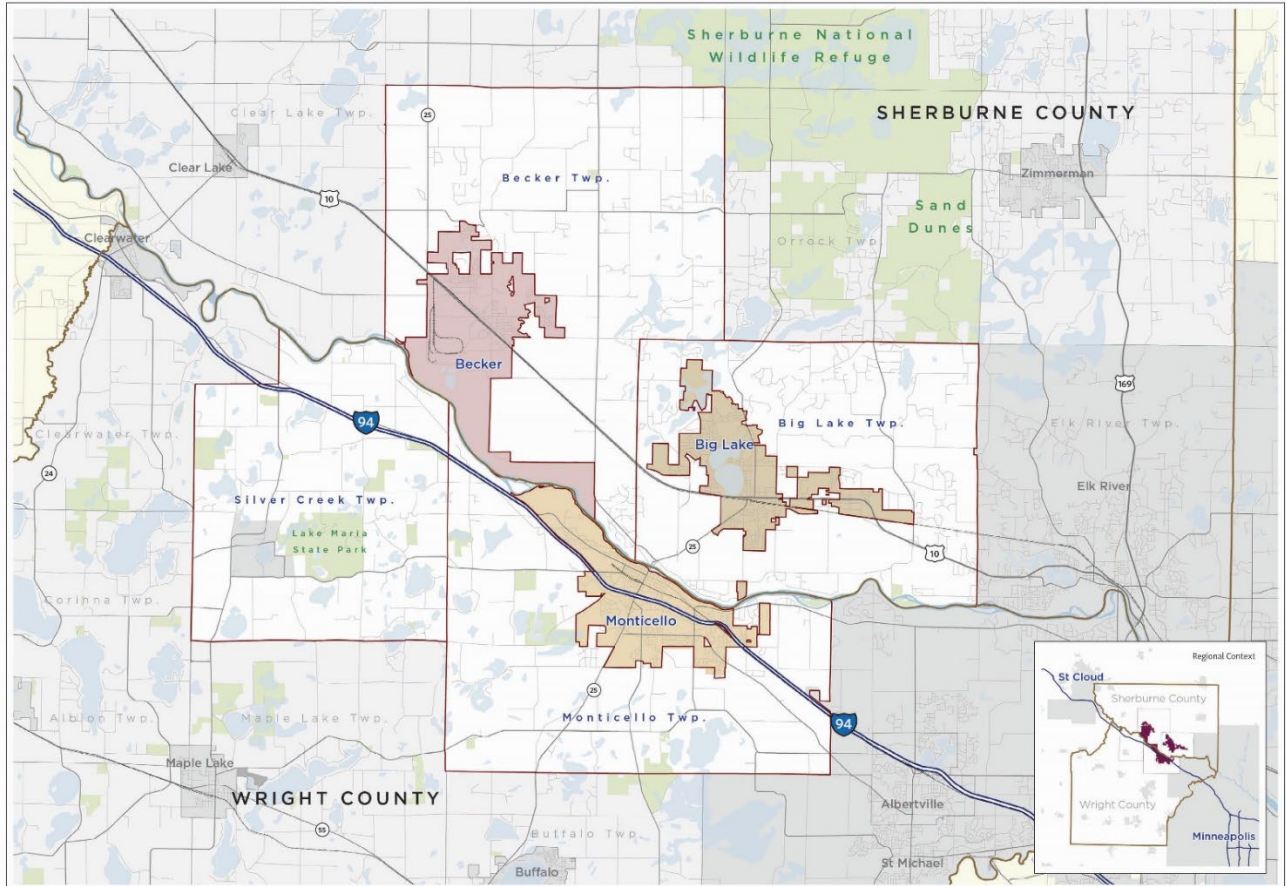 Sherburne National
Wildlife Refuge
SHERBURNE COUNTY
Clear Lake Twp.
25
Clear Lake
Becker Twp.
Zimmerman
10
Sand
Dunes
Orrock Twp.
Clearwater
Becker
169
94
Big Lake Twp.
Elk River Twp.
Clearwater Twp.
Big Lake
24
Elk River
Silver Creek Twp.
Lake Maria
State Park
25
10
Corinna Twp.
Monticello
Regional Context
St Cloud
Sherburne County
25
Albion Twp.
Maple Lake Twp.
Monticello Twp.
94
Maple Lake
WRIGHT COUNTY
Albertville
Wright County
55
Buffalo Twp.
Minneapolis
St Michael
Buffalo